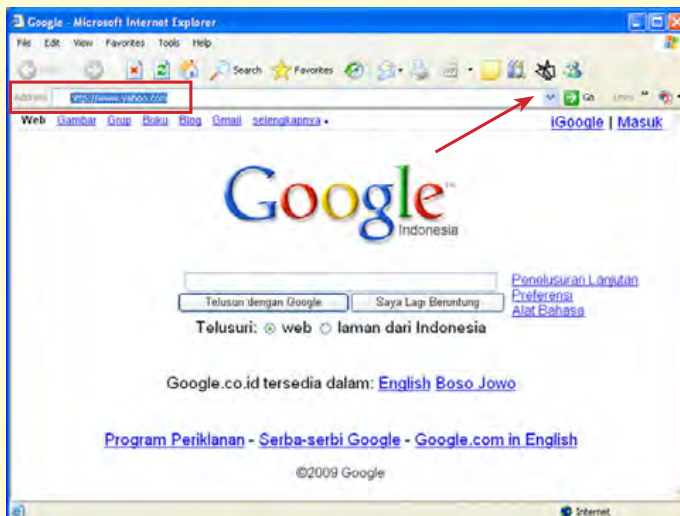 Google - Microsoft Internet Explorer
File Edit View Favorites Tools Help
Search Favorites
Address http://www.yahoo.com Go Links »
Web Gambar Grup Buku Blog Gmail selengkapnya
iGoogle | Masuk
Google™
Indonesia
Penelusuran Lanjutan
Telusuri dengan Google Saya Lagi Beruntung Preferensi
Alat Bahasa
Telusuri: web laman dari Indonesia
Google.co.id tersedia dalam: English Boso Jowo
Program Periklanan - Serba-serbi Google - Google.com in English
©2009 Google
Internet